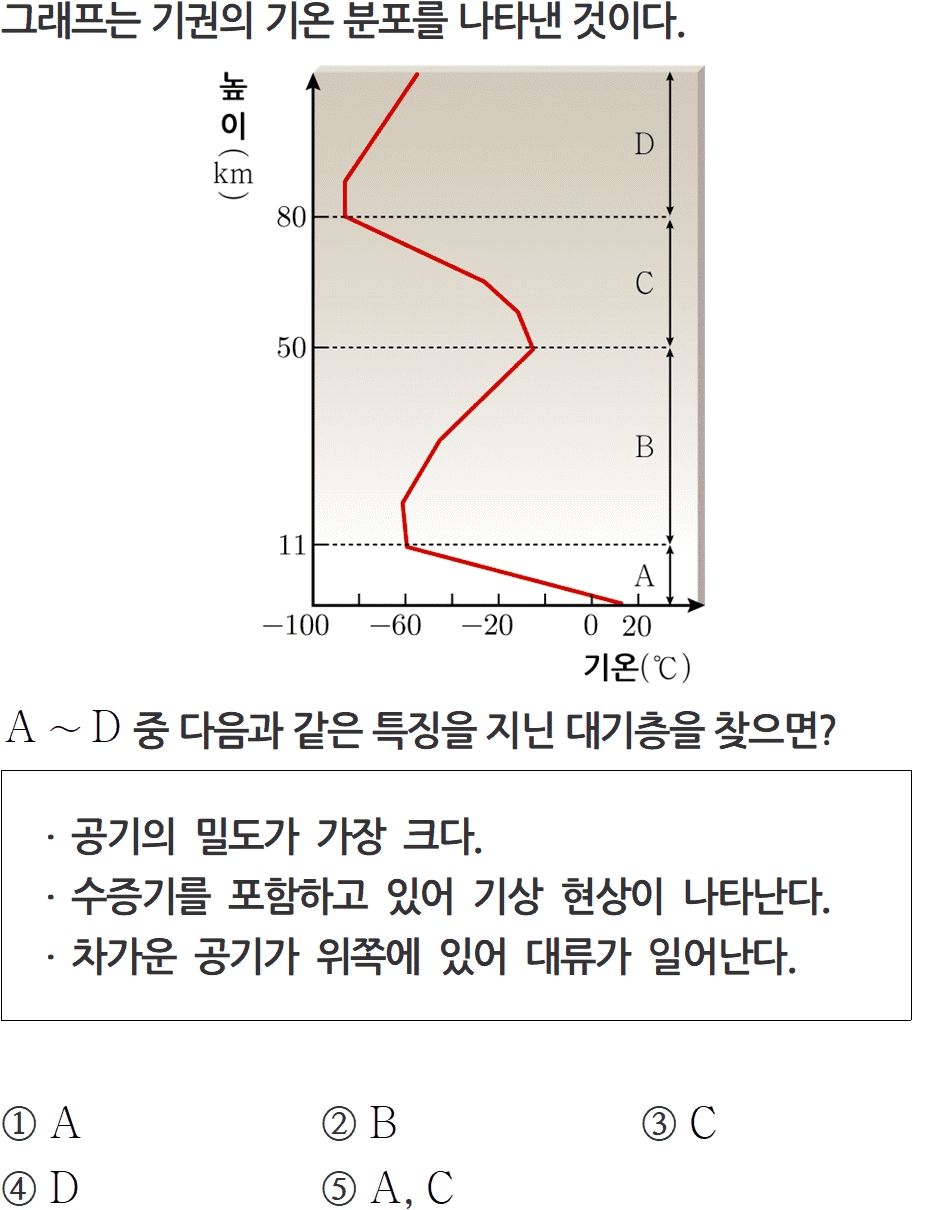 그래프는 기권의 기온 분포를 나타낸 것이다.
높
이
(km)
D
80
C
50
B
11
A
−100 −60 −20 0 20
기온(℃)
A ∼ D 중 다음과 같은 특징을 지닌 대기층을 찾으면?
· 공기의 밀도가 가장 크다.
· 수증기를 포함하고 있어 기상 현상이 나타난다.
· 차가운 공기가 위쪽에 있어 대류가 일어난다.
① A ② B ③ C
④ D ⑤ A, C